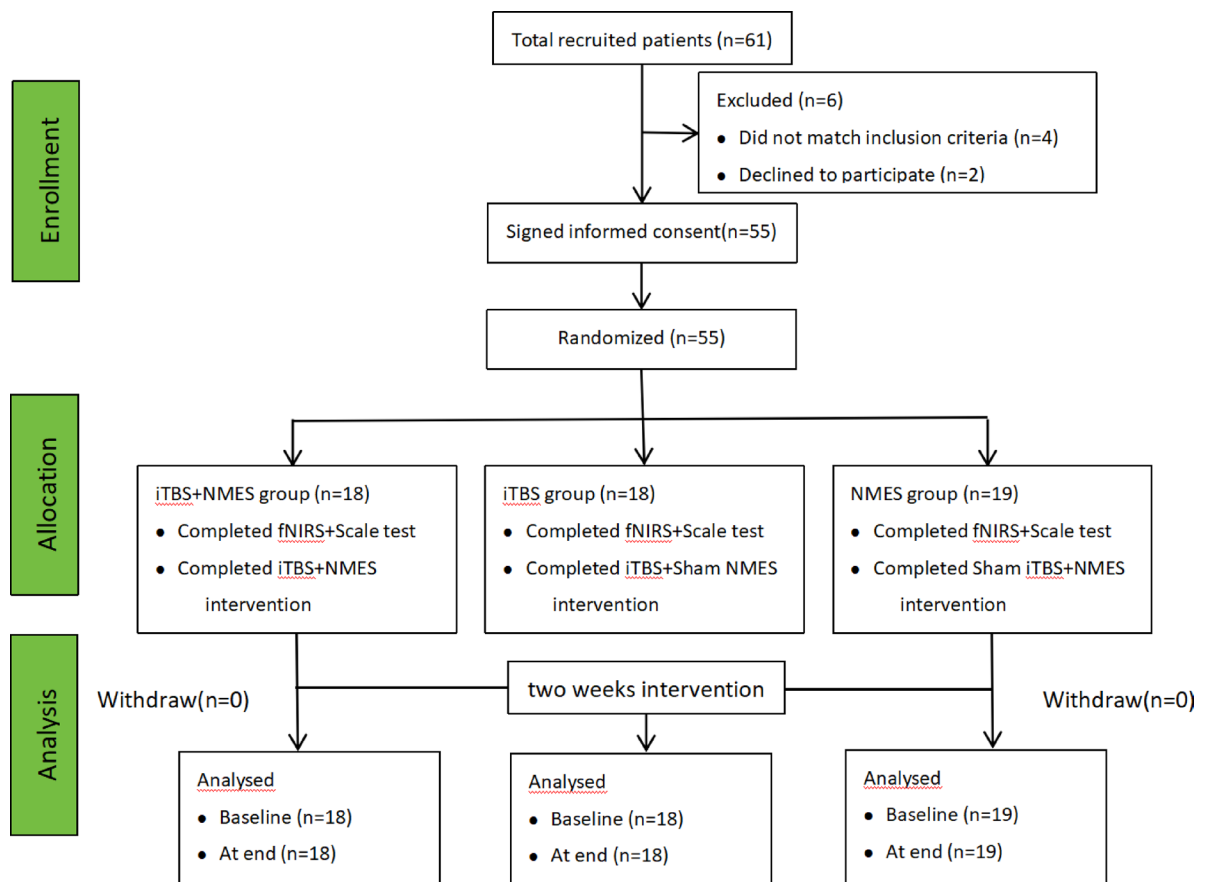 Total recruited patients (n=61)
Enrollment
Excluded (n=6)
● Did not match inclusion criteria (n=4)
● Declined to participate (n=2)
Signed informed consent(n=55)
Randomized (n=55)
Allocation
iTBS+NMES group (n=18)
● Completed fNIRS+Scale test
● Completed iTBS+NMES
intervention
iTBS group (n=18)
● Completed fNIRS+Scale test
● Completed iTBS+Sham NMES
intervention
NMES group (n=19)
● Completed fNIRS+Scale test
● Completed Sham iTBS+NMES
intervention
Analysis
Withdraw(n=0)
two weeks intervention
Withdraw(n=0)
Analysed
● Baseline (n=18)
● At end (n=18)
Analysed
● Baseline (n=18)
● At end (n=18)
Analysed
● Baseline (n=19)
● At end (n=19)